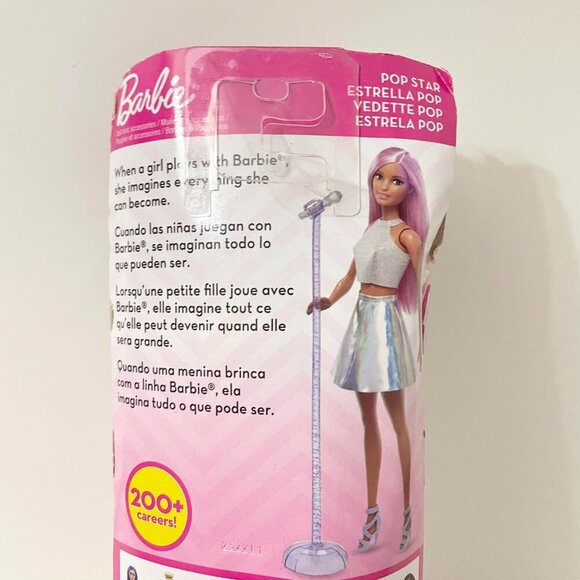 Barbie
POP STAR
ESTRELLA POP
VEDETTE POP
ESTRELA POP
When a girl plays with Barbie®,
she imagines everything she
can become.
Cuando las niñas juegan con
Barbie®, se imaginan todo lo
que pueden ser.
Lorsqu'une petite fille joue avec
Barbie®, elle imagine tout ce
qu'elle peut devenir quand elle
sera grande.
Quando uma menina brinca
com a linha Barbie®, ela
imagina tudo o que pode ser.
200+
careers!